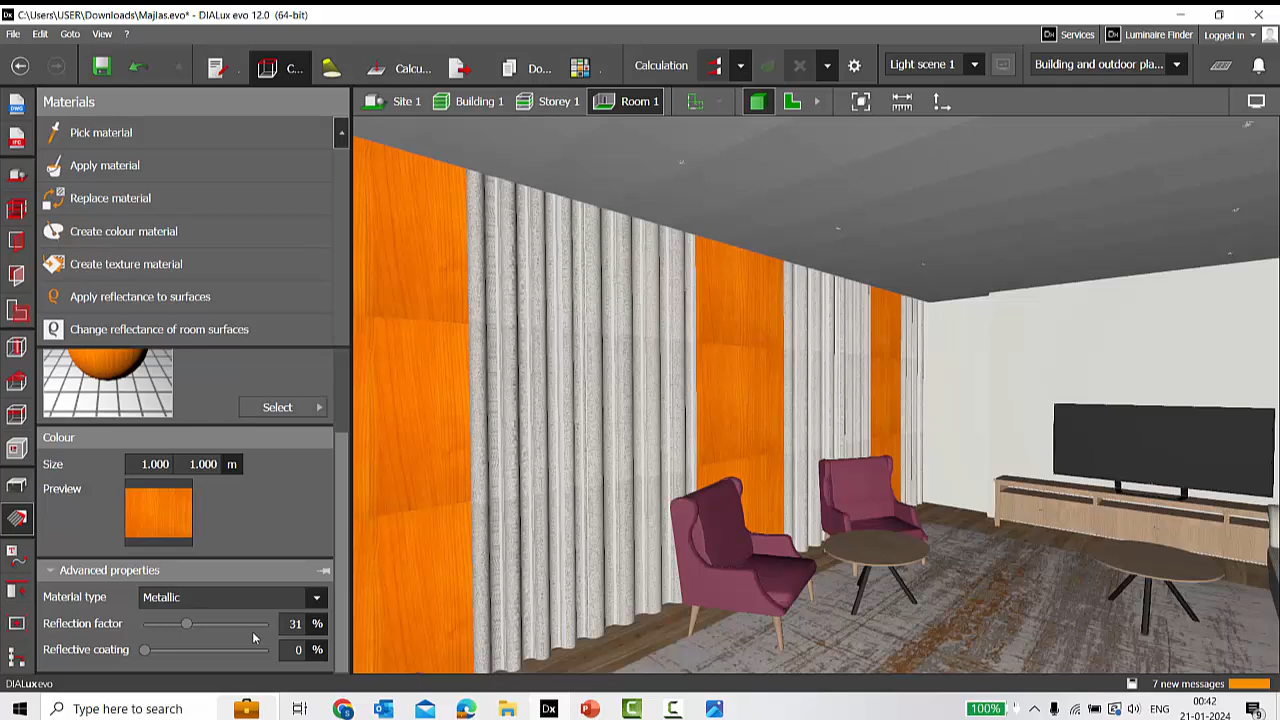 C:\Users\USER\Downloads\Majlas.evo* - DIALux evo 12.0 (64-bit)
File Edit Goto View ?
Services Luminaire Finder Logged in
C... Calcu... Do... Calculation Light scene 1 Building and outdoor pla...
Materials
Site 1 Building 1 Storey 1 Room 1
Pick material
Apply material
Replace material
Create colour material
Create texture material
Apply reflectance to surfaces
Change reflectance of room surfaces
Select
Colour
Size 1.000 1.000 m
Preview
Advanced properties
Material type Metallic
Reflection factor 31 %
Reflective coating 0 %
DIALux evo
7 new messages
Type here to search
100%
ENG
00:42
21-01-2024